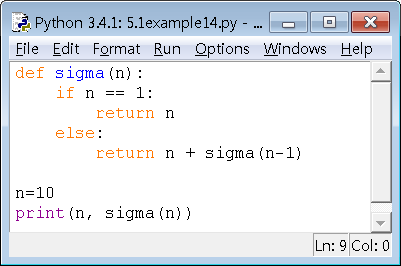 Python 3.4.1: 5.1example14.py - ...
File Edit Format Run Options Windows Help
def sigma(n):
    if n == 1:
        return n
    else:
        return n + sigma(n-1)
n=10
print(n, sigma(n))
Ln: 9 Col: 0